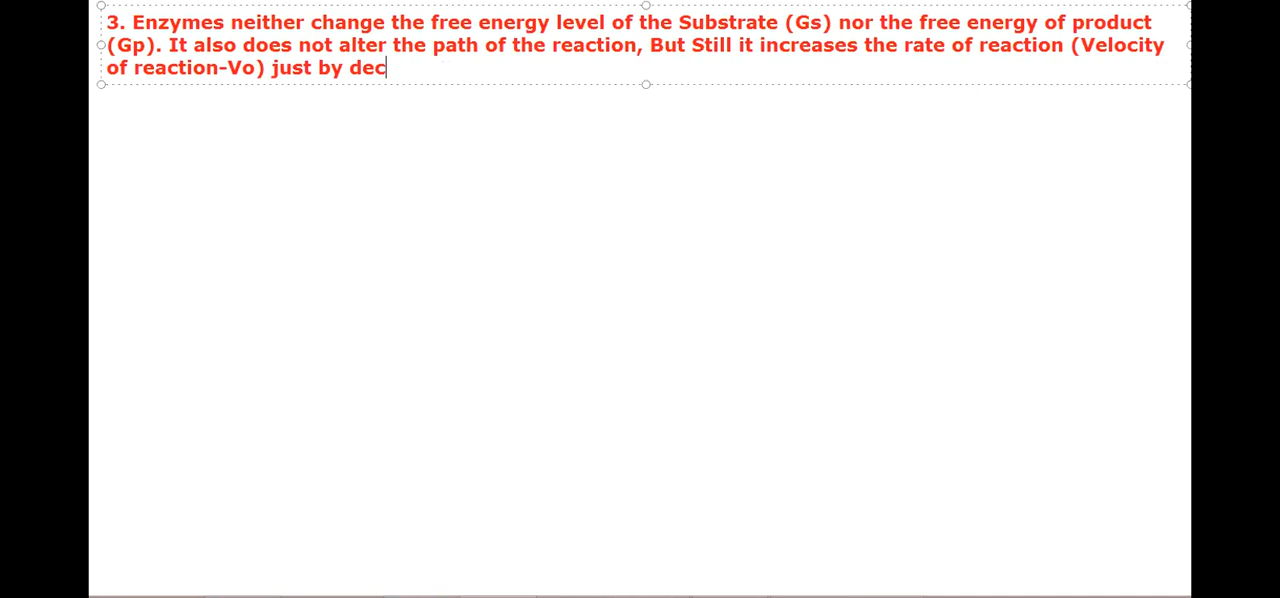 3. Enzymes neither change the free energy level of the Substrate (Gs) nor the free energy of product
(Gp). It also does not alter the path of the reaction, But Still it increases the rate of reaction (Velocity
of reaction-Vo) just by dec